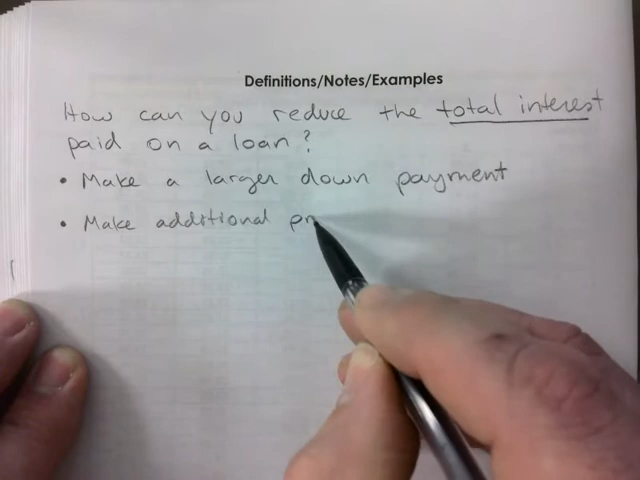 Definitions/Notes/Examples
How can you reduce the total interest
paid on a loan?
• Make a larger down payment
• Make additional pr